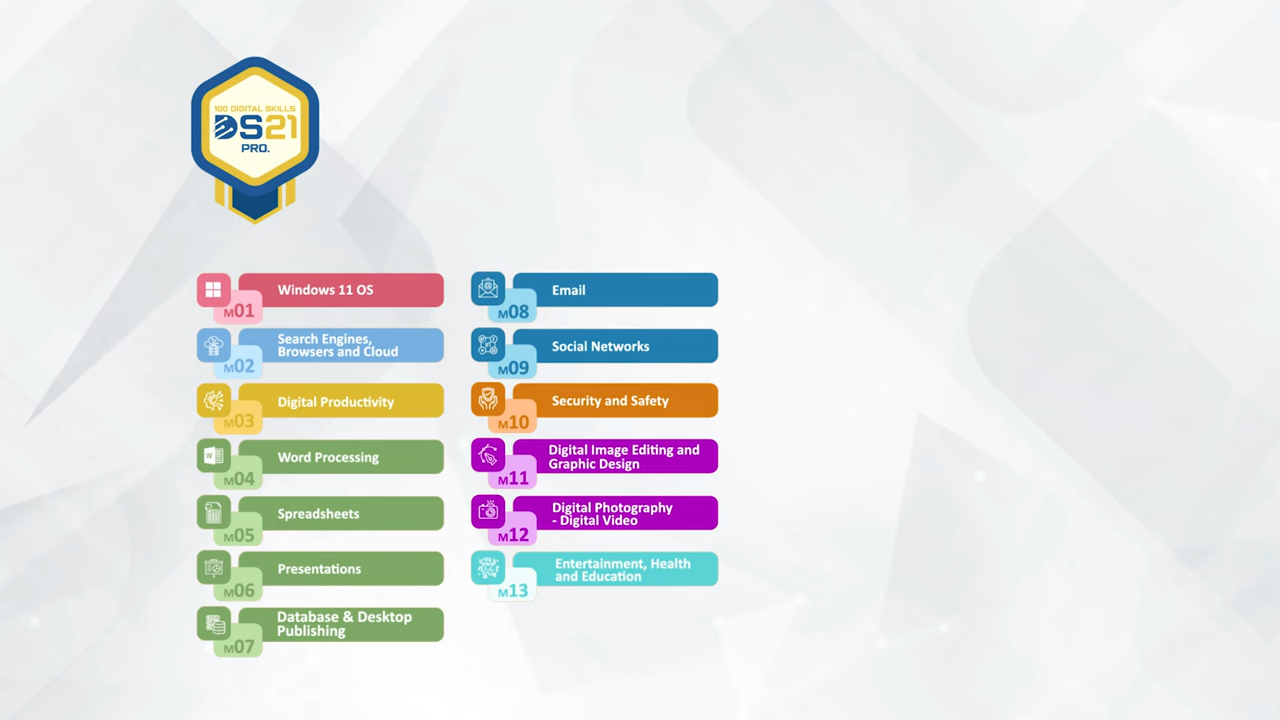 100 DIGITAL SKILLS
DS21
PRO.
Windows 11 OS
M01
Search Engines,
Browsers and Cloud
M02
Digital Productivity
M03
Word Processing
W
M04
Spreadsheets
M05
Presentations
M06
Database & Desktop
Publishing
M07
Email
M08
Social Networks
M09
Security and Safety
M10
Digital Image Editing and
Graphic Design
M11
Digital Photography
- Digital Video
M12
Entertainment, Health
and Education
M13